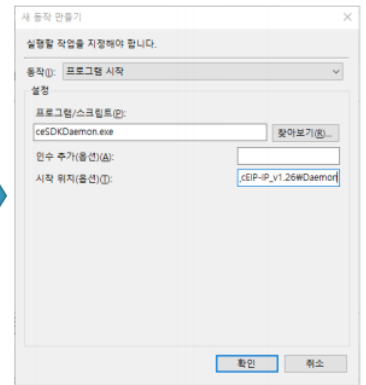 새 동작 만들기
실행할 작업을 지정해야 합니다.
동작(I): 프로그램 시작
설정
프로그램/스크립트(P):
ceSDKDaemon.exe 찾아보기(R)...
인수 추가(옵션)(A):
시작 위치(옵션)(T): _cEIP-IP_v1.26₩Daemon
확인 취소